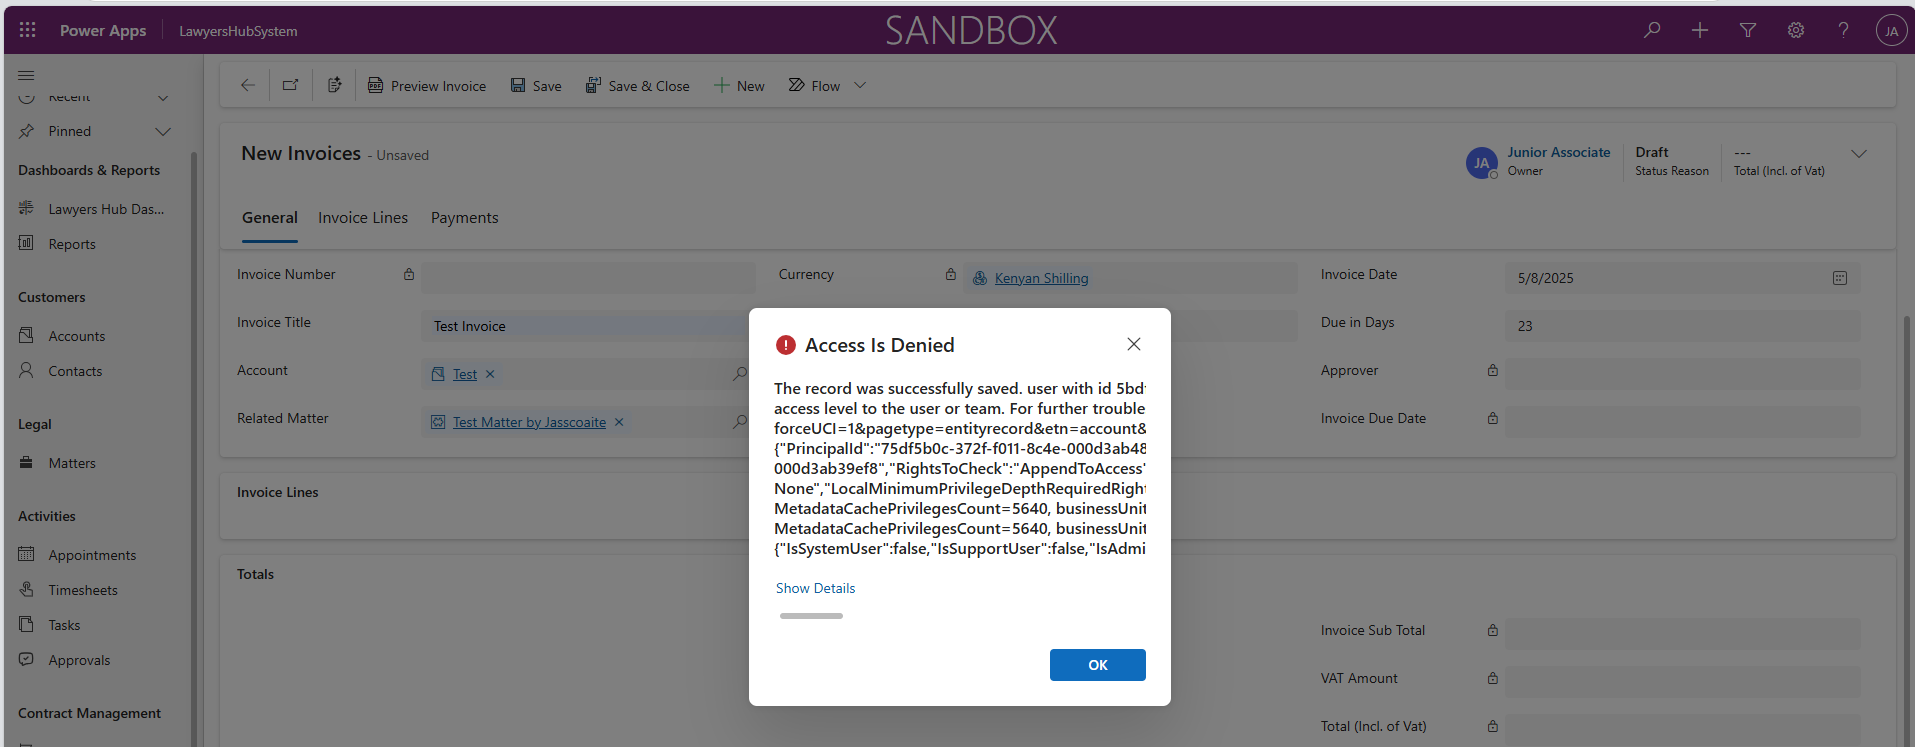 Power Apps
LawyersHubSystem
SANDBOX
JA
Preview Invoice
Save
Save & Close
New
Flow
Recent
Pinned
Dashboards & Reports
Lawyers Hub Das...
Reports
Customers
Accounts
Contacts
Legal
Matters
Activities
Appointments
Timesheets
Tasks
Approvals
Contract Management
New Invoices - Unsaved
JA
Junior Associate
Owner
Draft
Status Reason
---
Total (Incl. of Vat)
General
Invoice Lines
Payments
Invoice Number
Currency
Kenyan Shilling
Invoice Date
5/8/2025
Invoice Title
Test Invoice
Due in Days
23
Account
Test
Approver
Related Matter
Test Matter by Jasscoaite
Invoice Due Date
Invoice Lines
Totals
Invoice Sub Total
VAT Amount
Total (Incl. of Vat)
Access Is Denied
The record was successfully saved. user with id 5bd
access level to the user or team. For further trouble
forceUCI=1&pagetype=entityrecord&etn=account&
{"PrincipalId":"75df5b0c-372f-f011-8c4e-000d3ab48
000d3ab39ef8","RightsToCheck":"AppendToAccess"
None","LocalMinimumPrivilegeDepthRequiredRight
MetadataCachePrivilegesCount=5640, businessUnit
MetadataCachePrivilegesCount=5640, businessUnit
{"IsSystemUser":false,"IsSupportUser":false,"IsAdmi
Show Details
OK